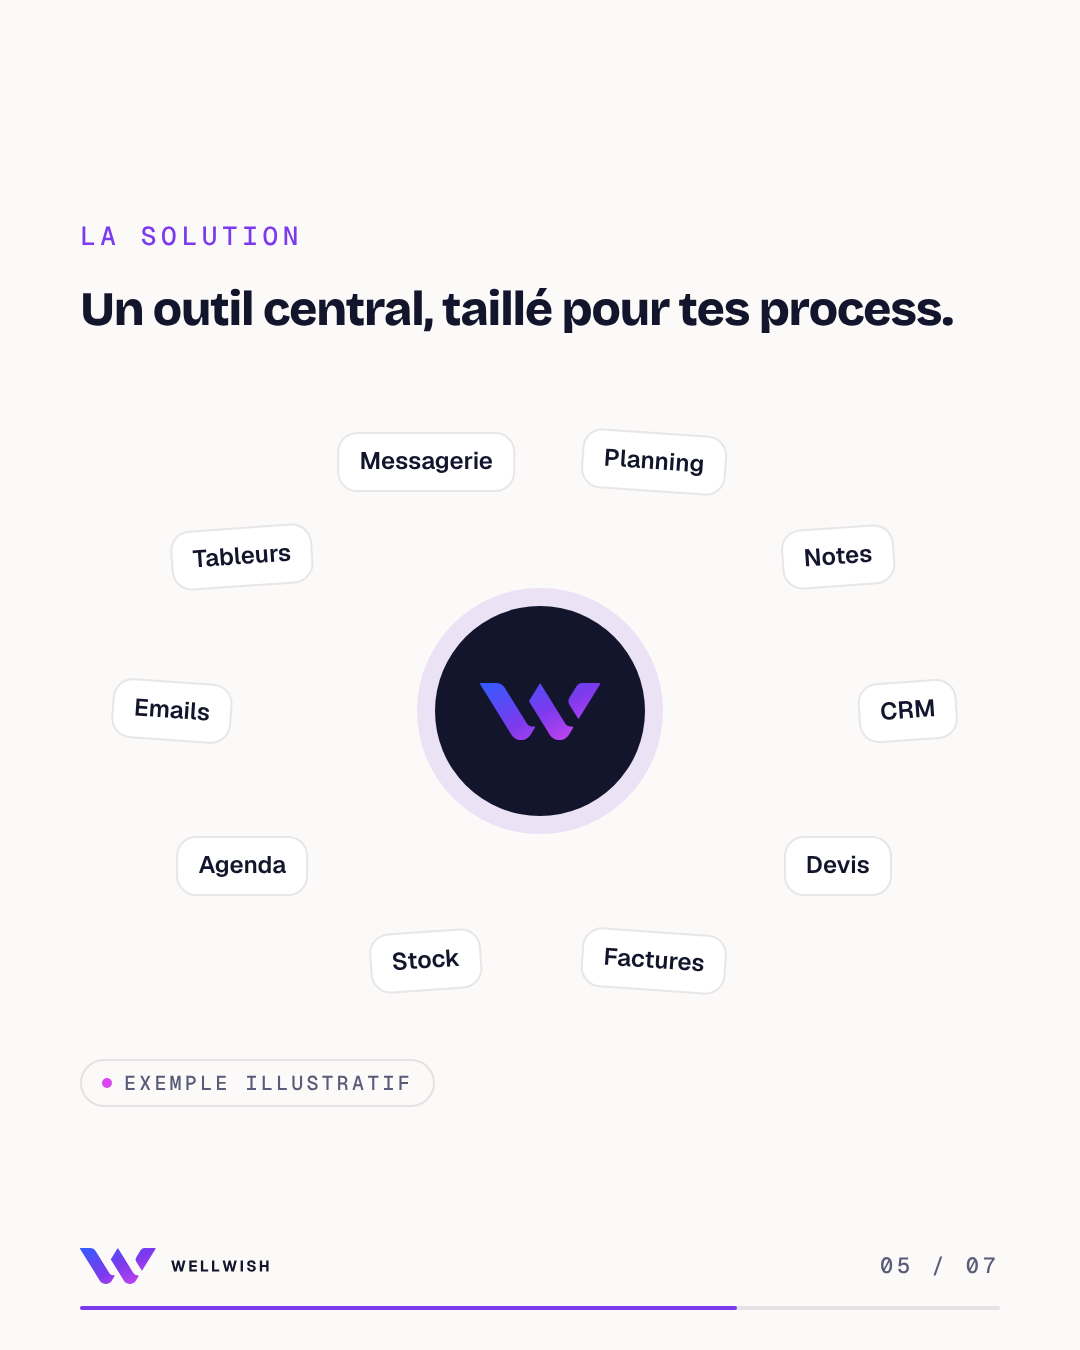 LA SOLUTION
Un outil central, taillé pour tes process.
Messagerie
Planning
Tableurs
Notes
Emails
CRM
Agenda
Devis
Stock
Factures
EXEMPLE ILLUSTRATIF
WELLWISH
05 / 07